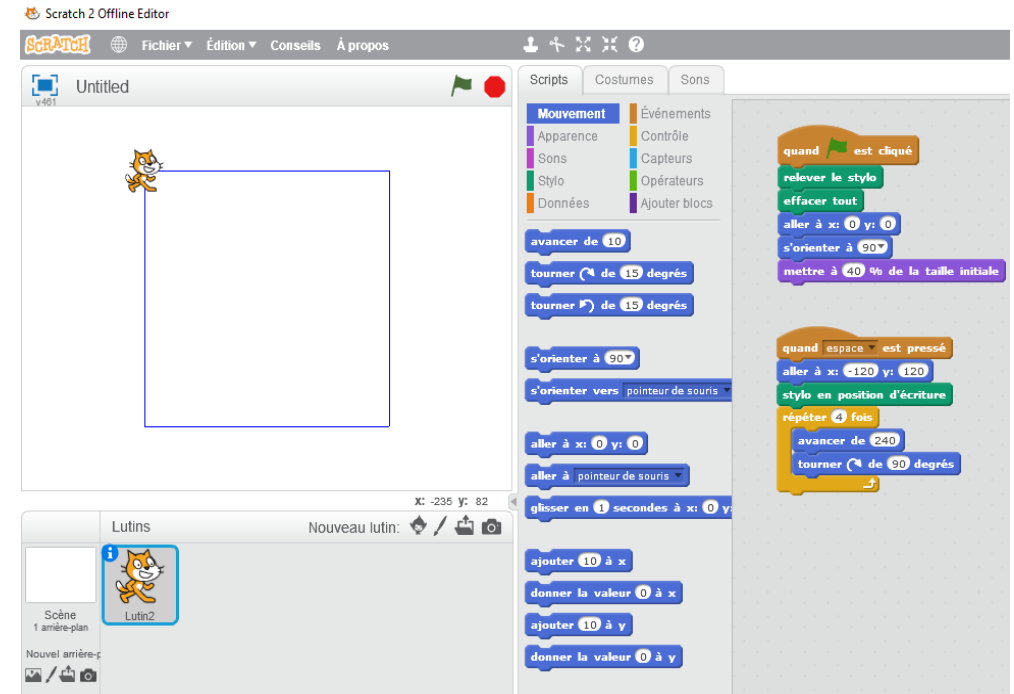 Scratch 2 Offline Editor
SCRATCH Fichier Édition Conseils À propos
Untitled
v461
X: -235 y: 82
Lutins Nouveau lutin:
Scène
1 arrière-plan
Nouvel arrière-p
Lutin2
Scripts Costumes Sons
Mouvement Événements
Apparence Contrôle
Sons Capteurs
Stylo Opérateurs
Données Ajouter blocs
avancer de 10
tourner de 15 degrés
tourner de 15 degrés
s'orienter à 90
s'orienter vers pointeur de souris
aller à x: 0 y: 0
aller à pointeur de souris
glisser en 1 secondes à x: 0 y:
ajouter 10 à x
donner la valeur 0 à x
ajouter 10 à y
donner la valeur 0 à y
quand est cliqué
relever le stylo
effacer tout
aller à x: 0 y: 0
s'orienter à 90
mettre à 40 % de la taille initiale
quand espace est pressé
aller à x: -120 y: 120
stylo en position d'écriture
répéter 4 fois
avancer de 240
tourner de 90 degrés